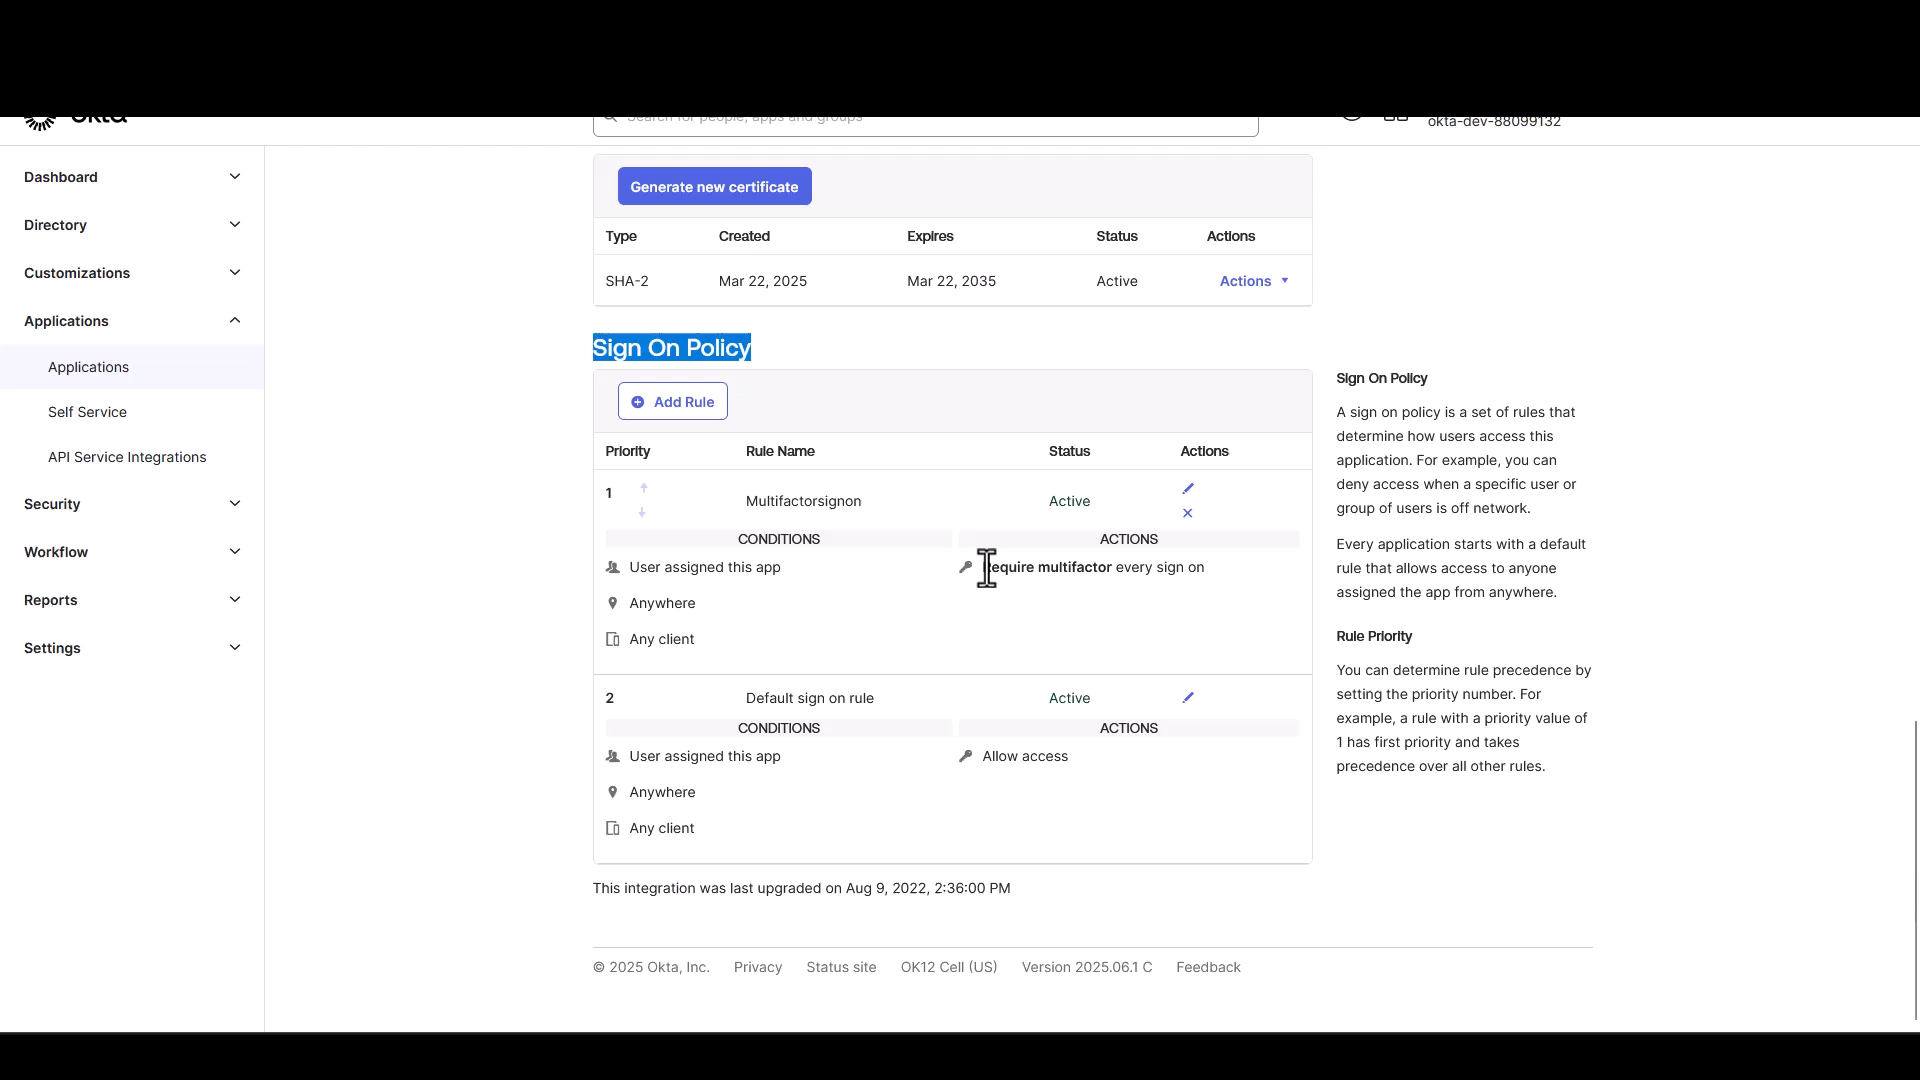 okta
Search for people, apps and groups
okta-dev-88099132
Dashboard
Directory
Customizations
Applications
Applications
Self Service
API Service Integrations
Security
Workflow
Reports
Settings
Generate new certificate
Type Created Expires Status Actions
SHA-2 Mar 22, 2025 Mar 22, 2035 Active Actions
Sign On Policy
Add Rule
Priority Rule Name Status Actions
1 Multifactorsignon Active
CONDITIONS ACTIONS
User assigned this app Require multifactor every sign on
Anywhere
Any client
2 Default sign on rule Active
CONDITIONS ACTIONS
User assigned this app Allow access
Anywhere
Any client
This integration was last upgraded on Aug 9, 2022, 2:36:00 PM
Sign On Policy
A sign on policy is a set of rules that
determine how users access this
application. For example, you can
deny access when a specific user or
group of users is off network.
Every application starts with a default
rule that allows access to anyone
assigned the app from anywhere.
Rule Priority
You can determine rule precedence by
setting the priority number. For
example, a rule with a priority value of
1 has first priority and takes
precedence over all other rules.
© 2025 Okta, Inc. Privacy Status site OK12 Cell (US) Version 2025.06.1 C Feedback